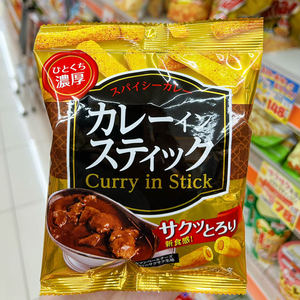 ひとくち
濃厚
スパイシーカレー
カレーイン
スティック
Curry in Stick
サクッとろり
新食感!